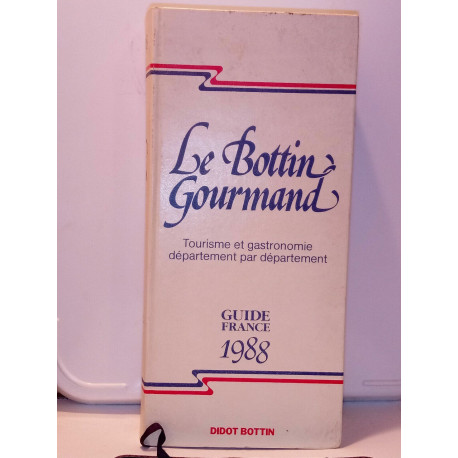 Le Bottin
Gourmand
Tourisme et gastronomie
département par département
GUIDE
FRANCE
1988
DIDOT BOTTIN